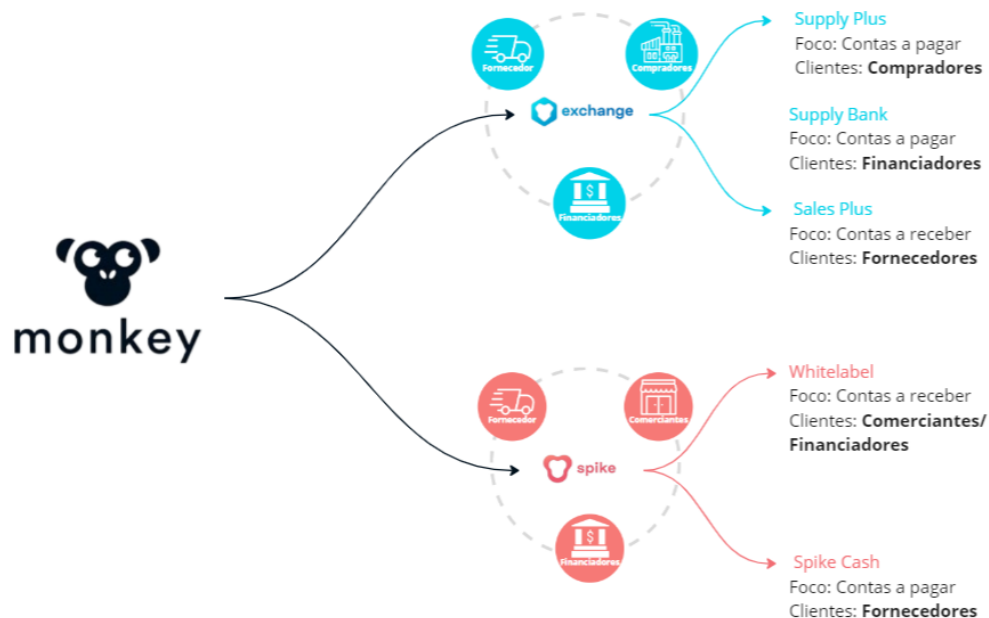 monkey
Fornecedor
Compradores
exchange
$
Financiadores
Supply Plus
Foco: Contas a pagar
Clientes: Compradores
Supply Bank
Foco: Contas a pagar
Clientes: Financiadores
Sales Plus
Foco: Contas a receber
Clientes: Fornecedores
Fornecedor
Comerciantes
spike
$
Financiadores
Whitelabel
Foco: Contas a receber
Clientes: Comerciantes/
Financiadores
Spike Cash
Foco: Contas a pagar
Clientes: Fornecedores